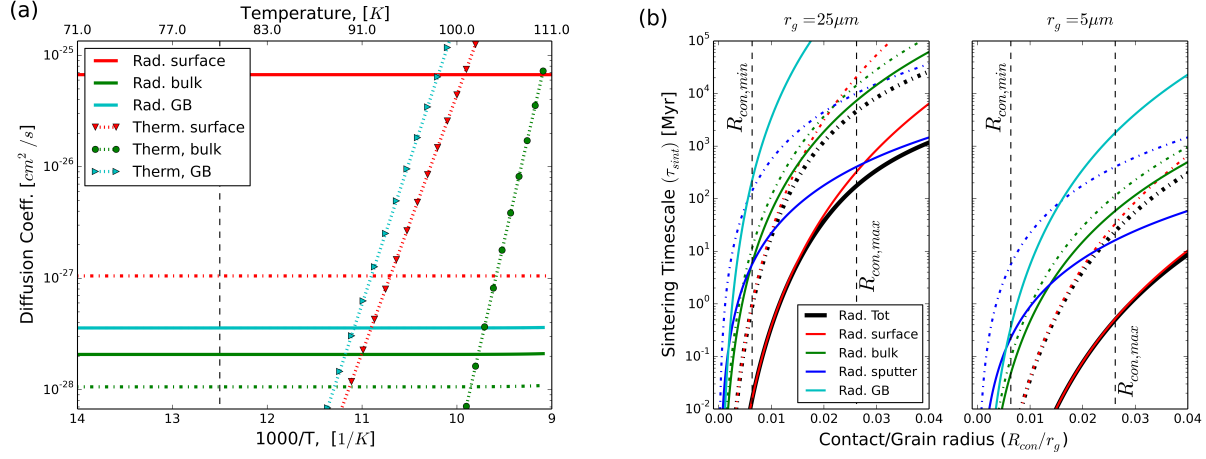 (a)
Temperature, [K]
71.0 77.0 83.0 91.0 100.0 111.0
10^-25
10^-26
10^-27
10^-28
Diffusion Coeff. [cm^2 /s]
Rad. surface
Rad. bulk
Rad. GB
Therm. surface
Therm, bulk
Therm, GB
14 13 12 11 10 9
1000/T, [1/K]
(b)
r_g = 25μm
r_g = 5μm
10^5
10^4
10^3
10^2
10^1
10^0
10^-1
10^-2
Sintering Timescale (τ_sint) [Myr]
R_con,min
R_con,max
R_con,min
R_con,max
Rad. Tot
Rad. surface
Rad. bulk
Rad. sputter
Rad. GB
0.00 0.01 0.02 0.03 0.04
0.00 0.01 0.02 0.03 0.04
Contact/Grain radius (R_con/r_g)